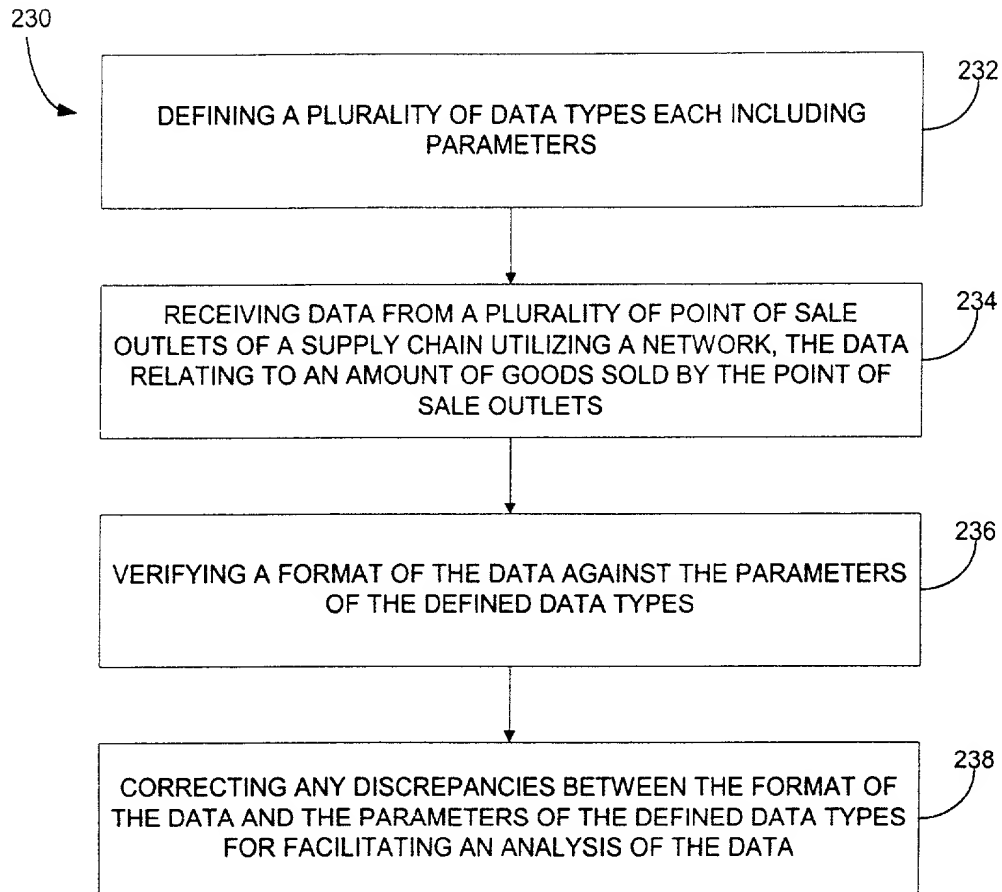 230
232
DEFINING A PLURALITY OF DATA TYPES EACH INCLUDING
PARAMETERS
234
RECEIVING DATA FROM A PLURALITY OF POINT OF SALE
OUTLETS OF A SUPPLY CHAIN UTILIZING A NETWORK, THE DATA
RELATING TO AN AMOUNT OF GOODS SOLD BY THE POINT OF
SALE OUTLETS
236
VERIFYING A FORMAT OF THE DATA AGAINST THE PARAMETERS
OF THE DEFINED DATA TYPES
238
CORRECTING ANY DISCREPANCIES BETWEEN THE FORMAT OF
THE DATA AND THE PARAMETERS OF THE DEFINED DATA TYPES
FOR FACILITATING AN ANALYSIS OF THE DATA